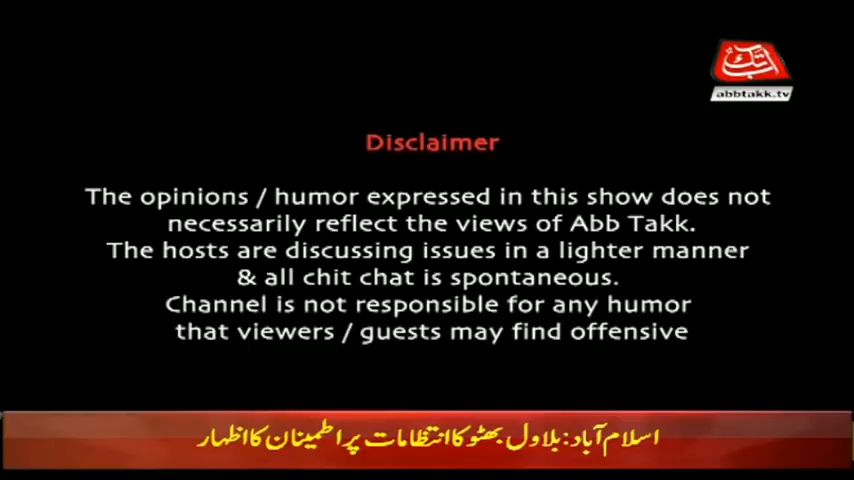 اب تک
abbtakk.tv
Disclaimer
The opinions / humor expressed in this show does not
necessarily reflect the views of Abb Takk.
The hosts are discussing issues in a lighter manner
& all chit chat is spontaneous.
Channel is not responsible for any humor
that viewers / guests may find offensive
اسلام آباد: بلاول بھٹو کا انتظامات پر اطمینان کا اظہار